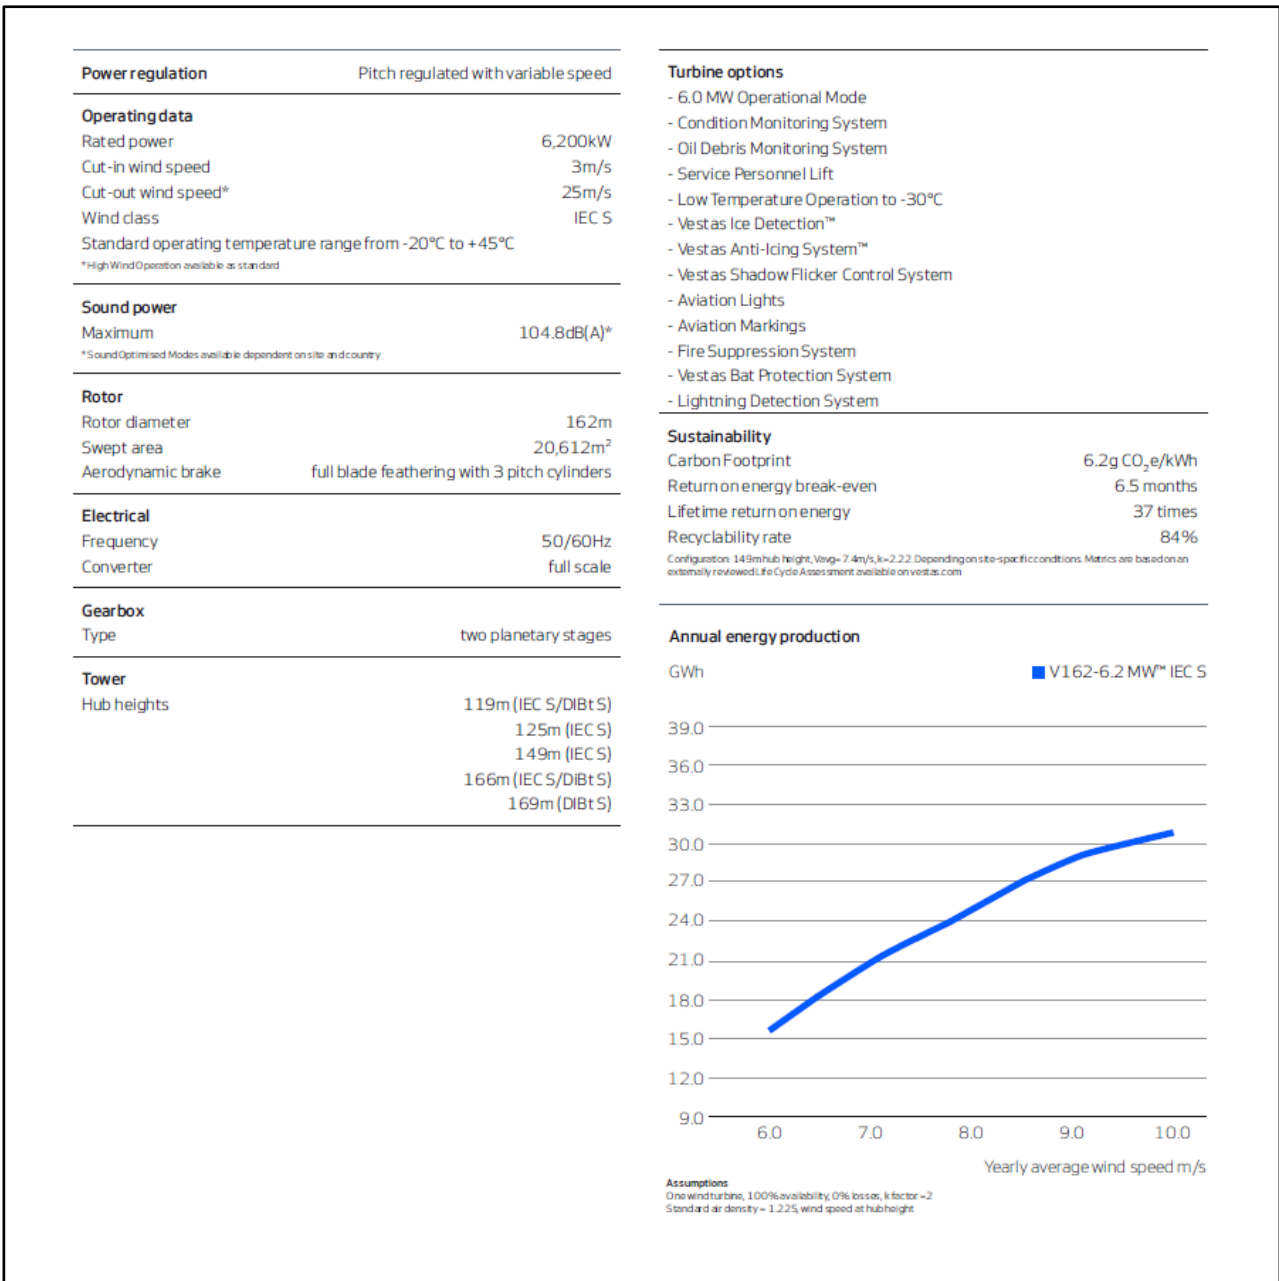 Power regulation Pitch regulated with variable speed
Operating data
Rated power 6,200kW
Cut-in wind speed 3m/s
Cut-out wind speed* 25m/s
Wind class IEC S
Standard operating temperature range from -20°C to +45°C
*High Wind Operation available as standard
Sound power
Maximum 104.8dB(A)*
*Sound Optimised Modes available dependent on site and country
Rotor
Rotor diameter 162m
Swept area 20,612m²
Aerodynamic brake full blade feathering with 3 pitch cylinders
Electrical
Frequency 50/60Hz
Converter full scale
Gearbox
Type two planetary stages
Tower
Hub heights 119m (IEC S/DIBt S)
125m (IEC S)
149m (IEC S)
166m (IEC S/DiBt S)
169m (DIBt S)
Turbine options
- 6.0 MW Operational Mode
- Condition Monitoring System
- Oil Debris Monitoring System
- Service Personnel Lift
- Low Temperature Operation to -30°C
- Vestas Ice Detection™
- Vestas Anti-Icing System™
- Vestas Shadow Flicker Control System
- Aviation Lights
- Aviation Markings
- Fire Suppression System
- Vestas Bat Protection System
- Lightning Detection System
Sustainability
Carbon Footprint 6.2g CO₂e/kWh
Return on energy break-even 6.5 months
Lifetime return on energy 37 times
Recyclability rate 84%
Configuration: 149m hub height, Vavg=7.4m/s, k=2.22. Depending on site-specific conditions. Metrics are based on an
externally reviewed Life Cycle Assessment available on vestas.com
Annual energy production
GWh V162-6.2 MW™ IEC S
39.0
36.0
33.0
30.0
27.0
24.0
21.0
18.0
15.0
12.0
9.0
6.0 7.0 8.0 9.0 10.0
Yearly average wind speed m/s
Assumptions
One wind turbine, 100% availability, 0% losses, k factor =2
Standard air density = 1.225, wind speed at hub height